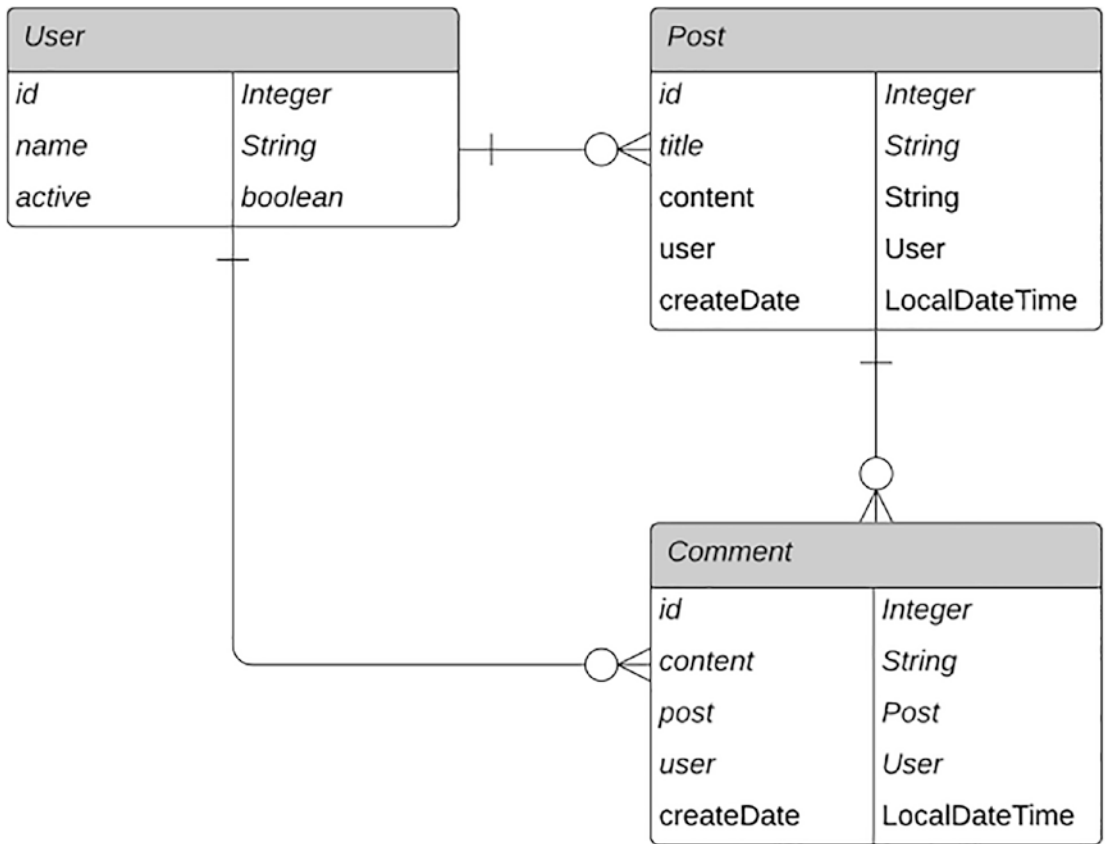 User
id Integer
name String
active boolean
Post
id Integer
title String
content String
user User
createDate LocalDateTime
Comment
id Integer
content String
post Post
user User
createDate LocalDateTime